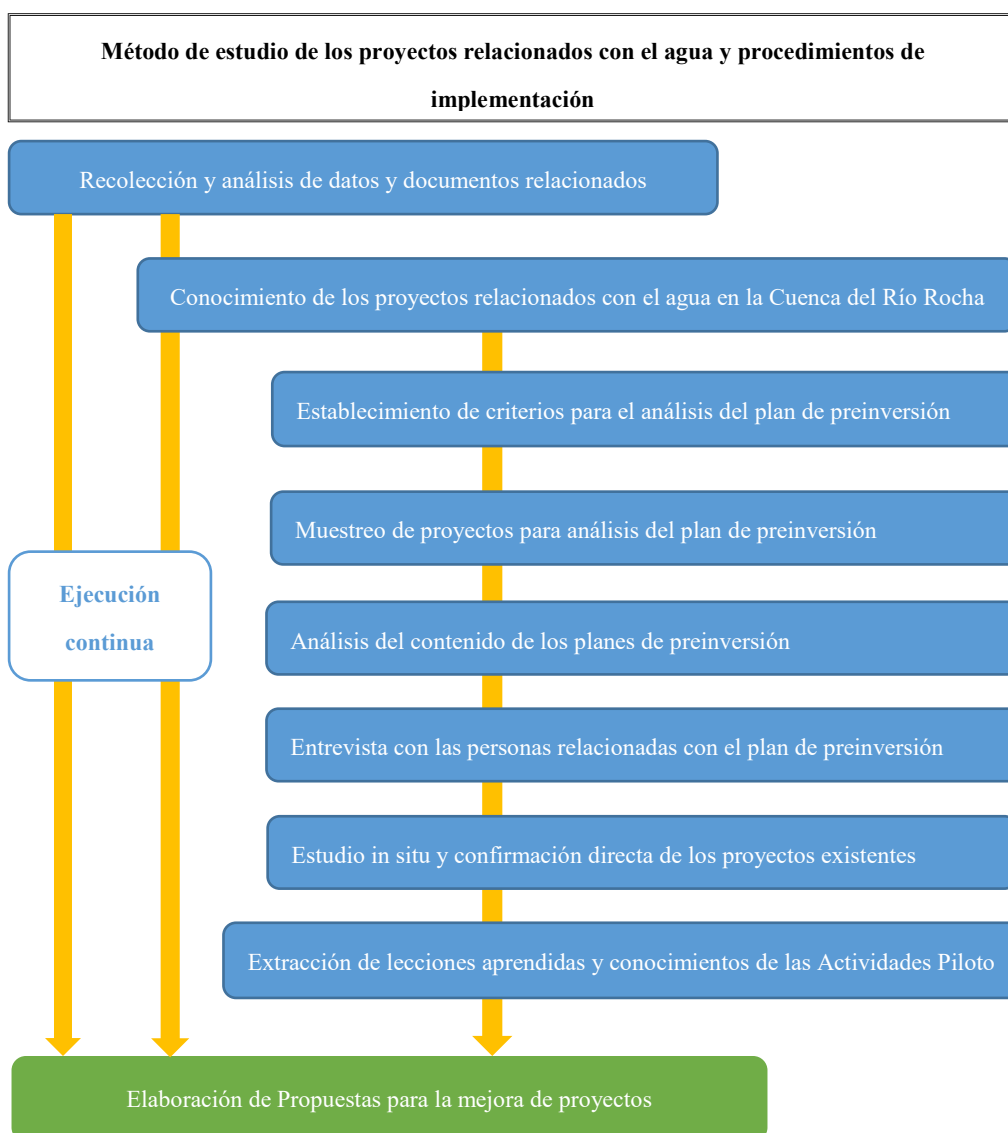 Método de estudio de los proyectos relacionados con el agua y procedimientos de
implementación
Recolección y análisis de datos y documentos relacionados
Conocimiento de los proyectos relacionados con el agua en la Cuenca del Río Rocha
Establecimiento de criterios para el análisis del plan de preinversión
Muestreo de proyectos para análisis del plan de preinversión
Ejecución
continua
Análisis del contenido de los planes de preinversión
Entrevista con las personas relacionadas con el plan de preinversión
Estudio in situ y confirmación directa de los proyectos existentes
Extracción de lecciones aprendidas y conocimientos de las Actividades Piloto
Elaboración de Propuestas para la mejora de proyectos